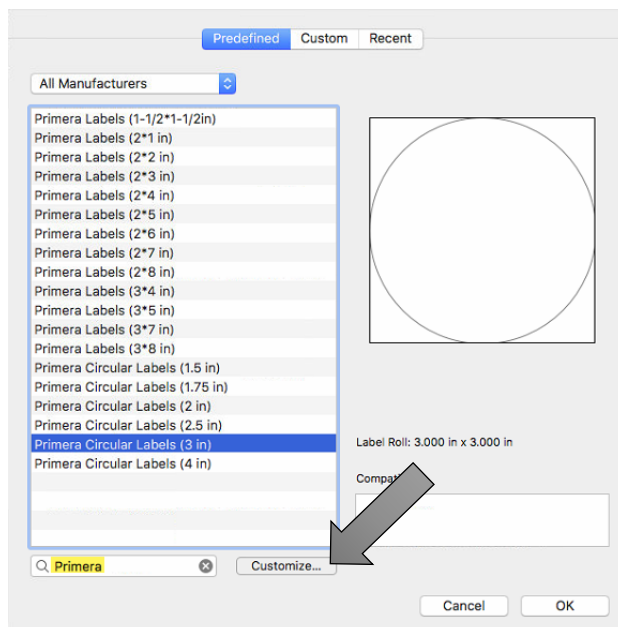 Predefined Custom Recent
All Manufacturers
Primera Labels (1-1/2*1-1/2in)
Primera Labels (2*1 in)
Primera Labels (2*2 in)
Primera Labels (2*3 in)
Primera Labels (2*4 in)
Primera Labels (2*5 in)
Primera Labels (2*6 in)
Primera Labels (2*7 in)
Primera Labels (2*8 in)
Primera Labels (3*4 in)
Primera Labels (3*5 in)
Primera Labels (3*7 in)
Primera Labels (3*8 in)
Primera Circular Labels (1.5 in)
Primera Circular Labels (1.75 in)
Primera Circular Labels (2 in)
Primera Circular Labels (2.5 in)
Primera Circular Labels (3 in)
Primera Circular Labels (4 in)
Label Roll: 3.000 in x 3.000 in
Primera
Customize...
Cancel OK